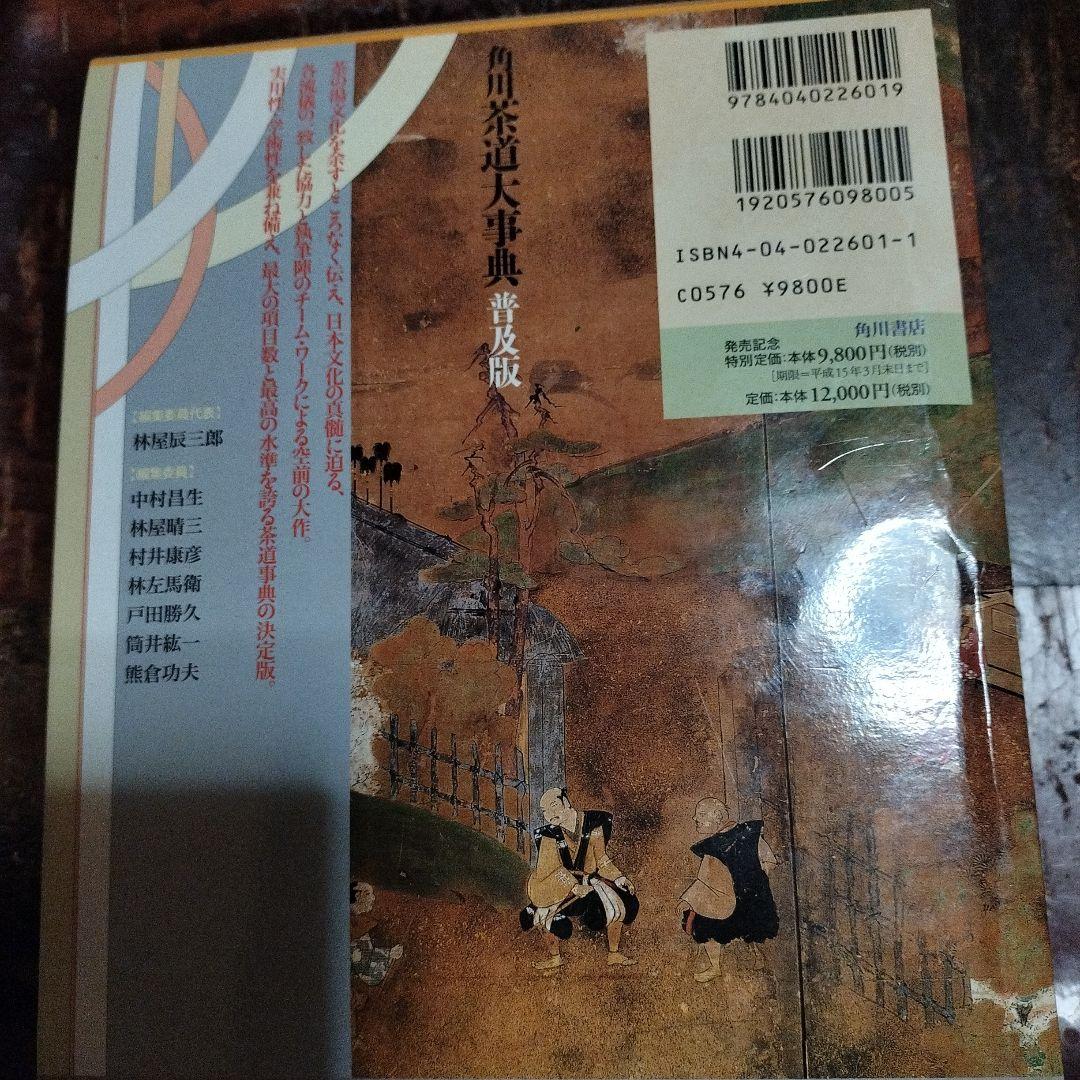 角川茶道大事典 普及版
茶湯文化を余すところなく伝え、日本文化の真髄に迫る、
各流儀の一致した協力と執筆陣のチーム・ワークによる空前の大作。
実用性・学術性を兼ね備え、最大の項目数と最高の水準を誇る茶道事典の決定版。
【編集委員代表】
林屋辰三郎
【編集委員】
中村昌生
林屋晴三
村井康彦
林左馬衛
戸田勝久
筒井紘一
熊倉功夫
9784040226019
1920576098005
ISBN4-04-022601-1
C0576 ¥9800E
角川書店
発売記念
特別定価:本体9,800円(税別)
[期限=平成15年3月末日まで]
定価:本体12,000円(税別)